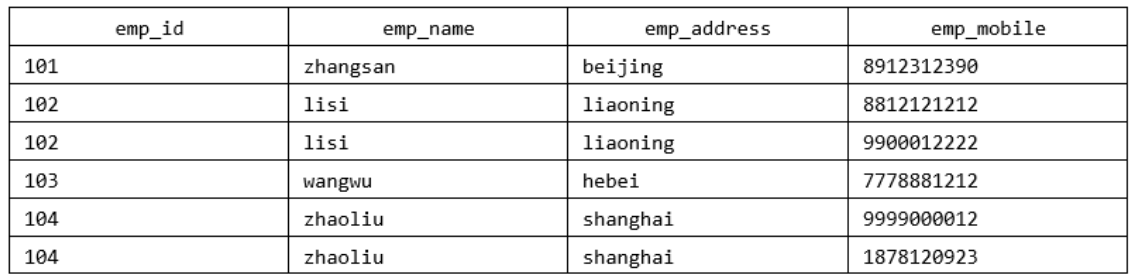 emp_id emp_name emp_address emp_mobile
101 zhangsan beijing 8912312390
102 lisi liaoning 8812121212
102 lisi liaoning 9900012222
103 wangwu hebei 7778881212
104 zhaoliu shanghai 9999000012
104 zhaoliu shanghai 1878120923